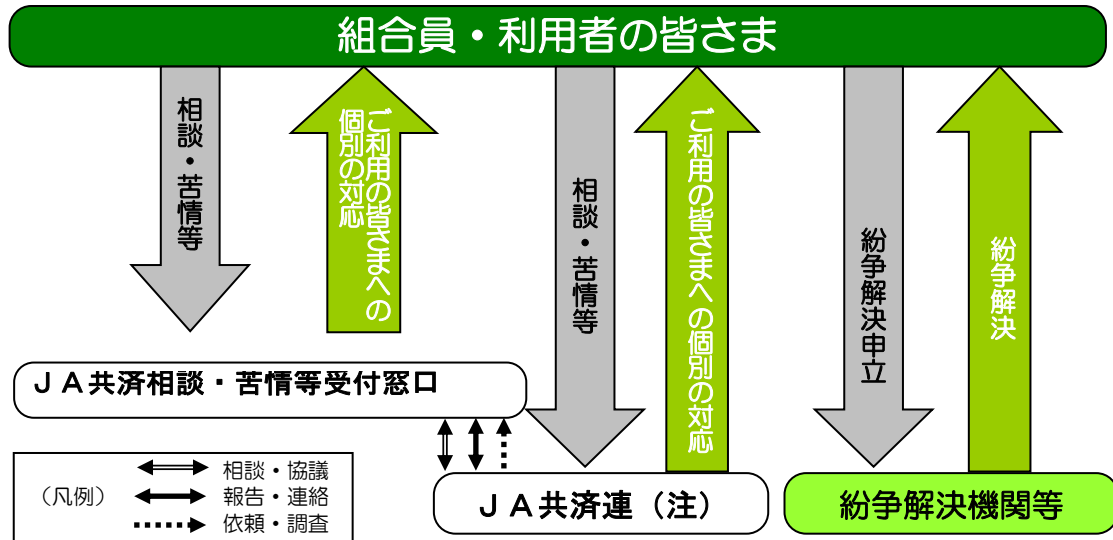 組合員・利用者の皆さま
相談・苦情等
ご利用の皆さまへの
個別の対応
相談・苦情等
ご利用の皆さまへの個別の対応
紛争解決申立
紛争解決
ＪＡ共済相談・苦情等受付窓口
ＪＡ共済連（注）
紛争解決機関等
（凡例）
相談・協議
報告・連絡
依頼・調査